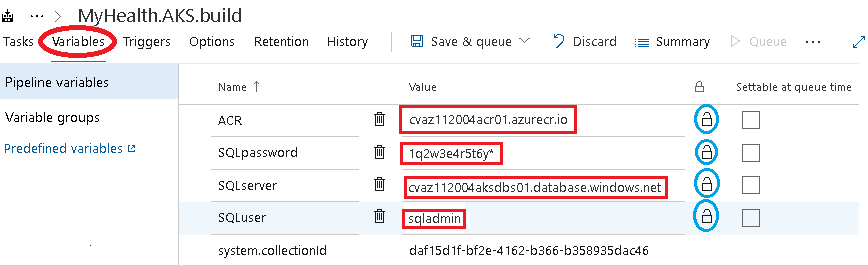 ··· > MyHealth.AKS.build
Tasks Variables Triggers Options Retention History Save & queue Discard Summary Queue ...
Pipeline variables
Variable groups
Predefined variables
Name ↑ Value Settable at queue time
ACR cvaz112004acr01.azurecr.io
SQLpassword 1q2w3e4r5t6y*
SQLserver cvaz112004aksdbs01.database.windows.net
SQLuser sqladmin
system.collectionId daf15d1f-bf2e-4162-b366-b358935dac46